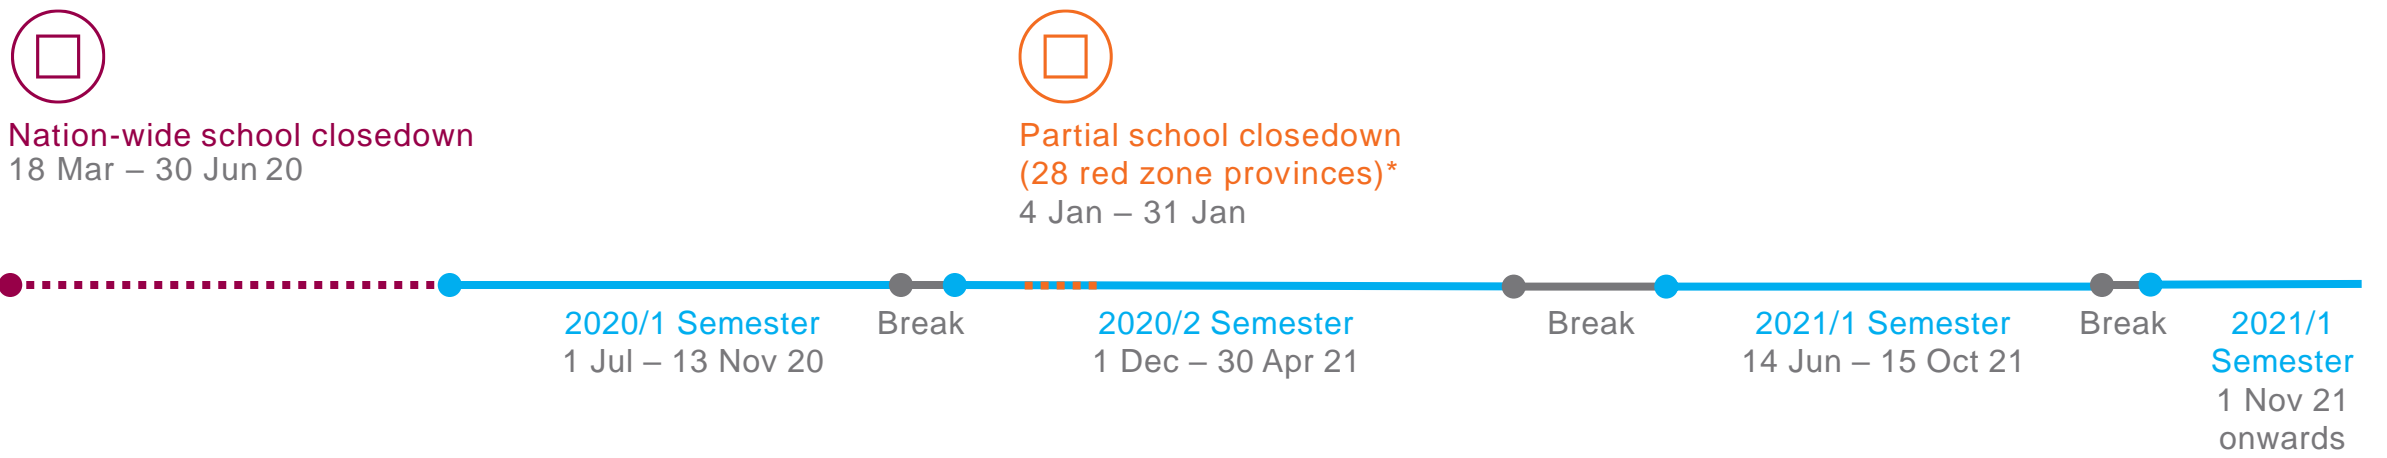 Nation-wide school closedown
18 Mar – 30 Jun 20
Partial school closedown
(28 red zone provinces)*
4 Jan – 31 Jan
2020/1 Semester
1 Jul – 13 Nov 20
Break
2020/2 Semester
1 Dec – 30 Apr 21
Break
2021/1 Semester
14 Jun – 15 Oct 21
Break
2021/1
Semester
1 Nov 21
onwards